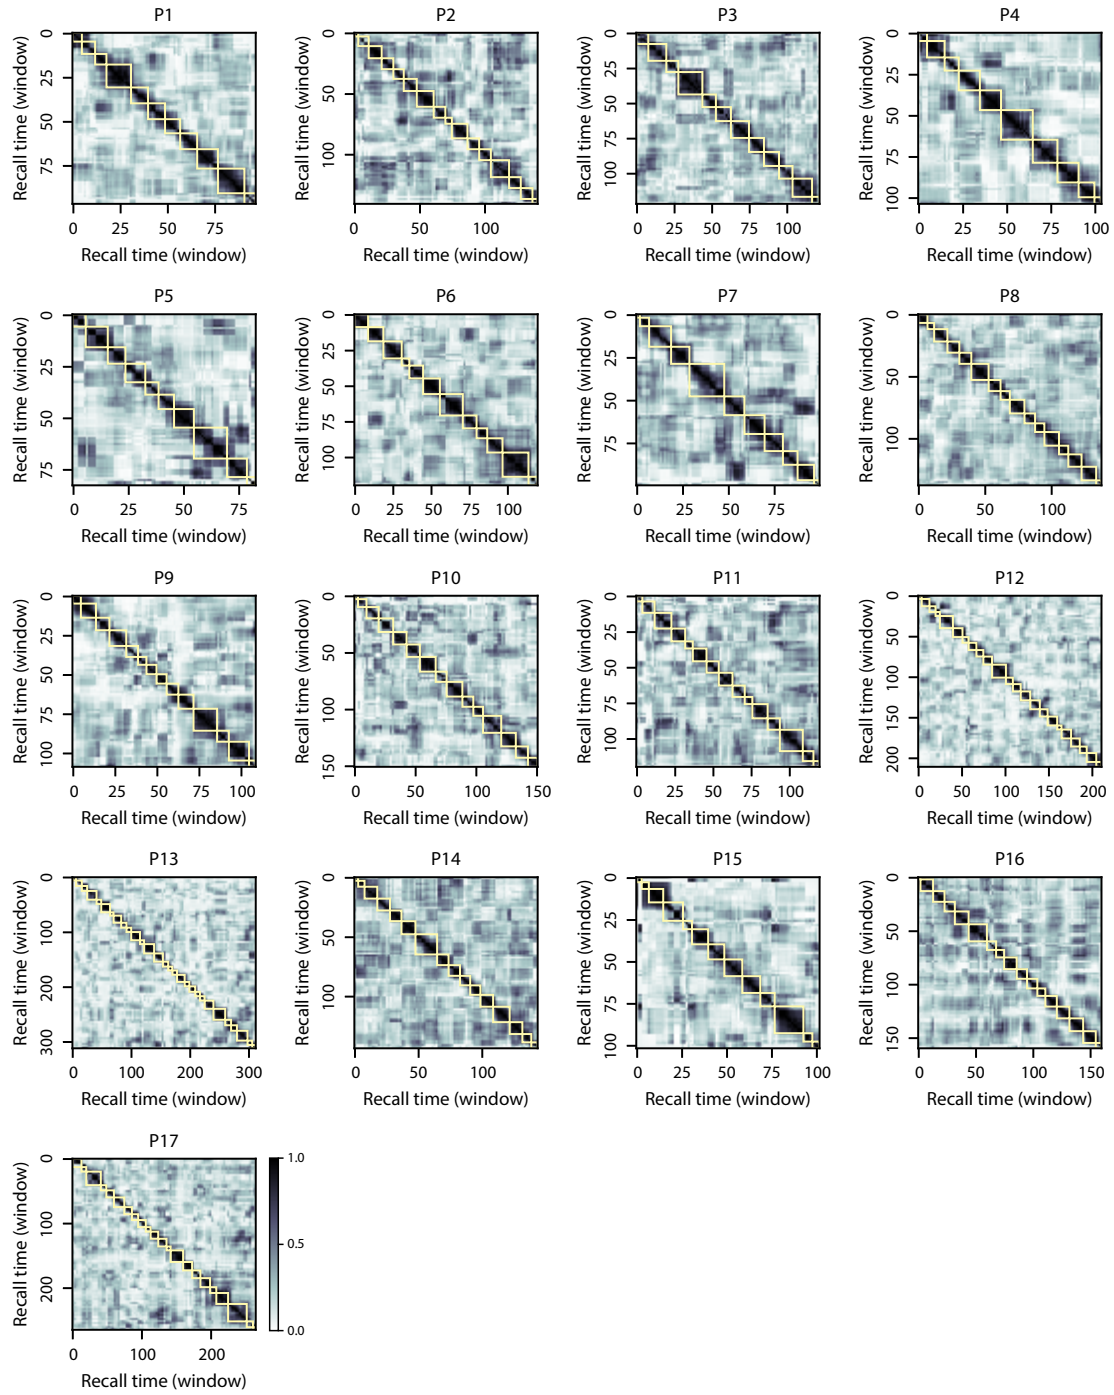 P1
P2
P3
P4
0 25 50 75
0 50 100
0 25 50 75 100
0 50 100
Recall time (window)
Recall time (window)
Recall time (window)
Recall time (window)
0 25 50 75
0 50 100
0 25 50 75 100
0 25 50 75 100
Recall time (window)
Recall time (window)
Recall time (window)
Recall time (window)
P5
P6
P7
P8
0 25 50 75
0 25 50 75 100
0 25 50 75
0 50 100
Recall time (window)
Recall time (window)
Recall time (window)
Recall time (window)
0 25 50 75
0 25 50 75 100
0 25 50 75
0 50 100
Recall time (window)
Recall time (window)
Recall time (window)
Recall time (window)
P9
P10
P11
P12
0 25 50 75 100
0 50 100 150
0 25 50 75 100
0 50 100 150 200
Recall time (window)
Recall time (window)
Recall time (window)
Recall time (window)
0 25 50 75 100
0 50 100 150
0 25 50 75 100
0 50 100 150 200
Recall time (window)
Recall time (window)
Recall time (window)
Recall time (window)
P13
P14
P15
P16
0 100 200 300
0 50 100
0 25 50 75 100
0 50 100 150
Recall time (window)
Recall time (window)
Recall time (window)
Recall time (window)
0 100 200 300
0 50 100
0 25 50 75 100
0 50 100 150
Recall time (window)
Recall time (window)
Recall time (window)
Recall time (window)
P17
0 100 200
Recall time (window)
1.0
0.5
0.0
0 100 200
Recall time (window)